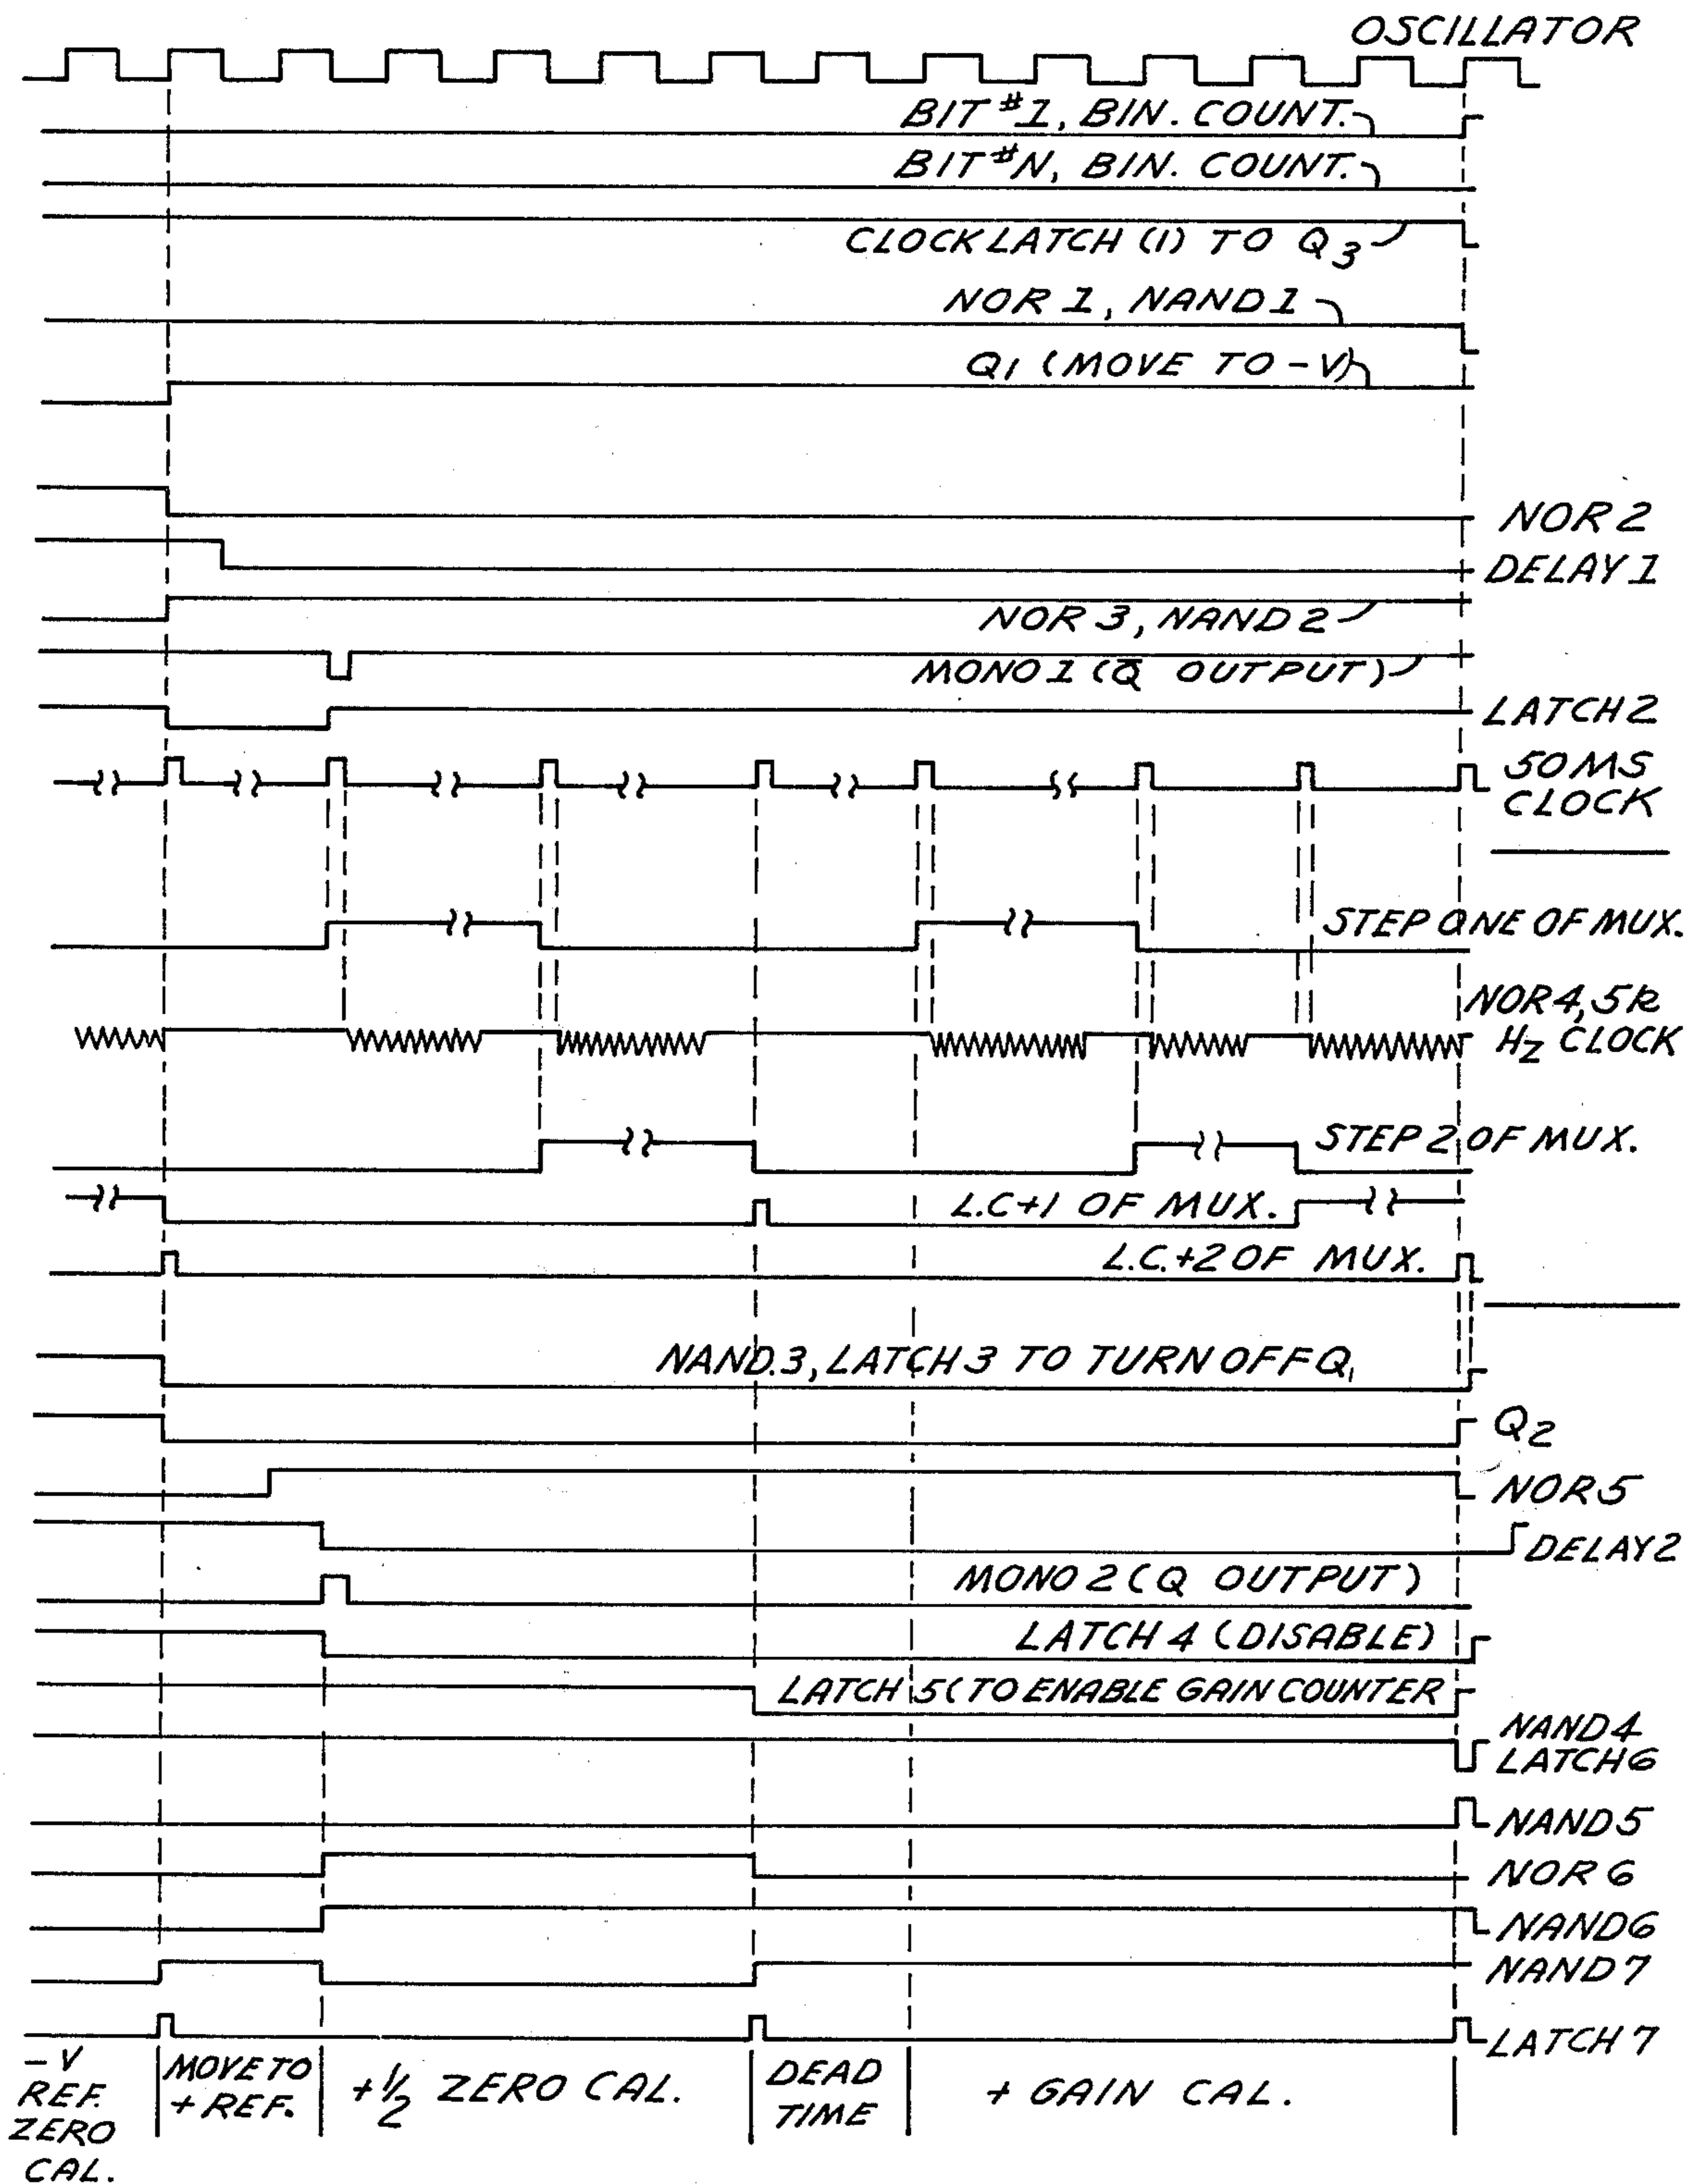 OSCILLATOR
BIT #1, BIN. COUNT.
BIT #N, BIN. COUNT.
CLOCK LATCH (1) TO Q3
NOR 1, NAND 1
Q1 (MOVE TO -V)
NOR 2
DELAY 1
NOR 3, NAND 2
MONO 1 (Q̅ OUTPUT)
LATCH 2
50 MS
CLOCK
STEP ONE OF MUX.
NOR 4, 5k
HZ CLOCK
STEP 2 OF MUX.
L.C+1 OF MUX.
L.C.+2 OF MUX.
NAND.3, LATCH 3 TO TURN OFF Q1
Q2
NOR 5
DELAY 2
MONO 2 (Q OUTPUT)
LATCH 4 (DISABLE)
LATCH 5 (TO ENABLE GAIN COUNTER
NAND 4
LATCH 6
NAND 5
NOR 6
NAND 6
NAND 7
LATCH 7
-V
REF.
ZERO
CAL.
MOVE TO
+ REF.
+½ ZERO CAL.
DEAD
TIME
+ GAIN CAL.